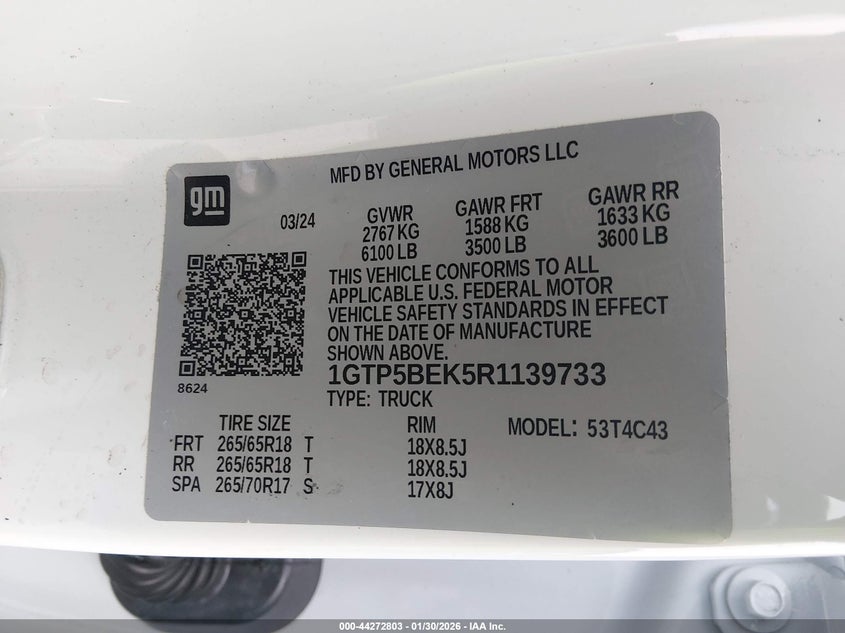 MFD BY GENERAL MOTORS LLC
gm
03/24
GVWR GAWR FRT GAWR RR
2767 KG 1588 KG 1633 KG
6100 LB 3500 LB 3600 LB
THIS VEHICLE CONFORMS TO ALL
APPLICABLE U.S. FEDERAL MOTOR
VEHICLE SAFETY STANDARDS IN EFFECT
ON THE DATE OF MANUFACTURE
SHOWN ABOVE.
8624
1GTP5BEK5R1139733
TYPE: TRUCK
TIRE SIZE RIM MODEL: 53T4C43
FRT 265/65R18 T 18X8.5J
RR 265/65R18 T 18X8.5J
SPA 265/70R17 S 17X8J
000-44272803 — 01/30/2026 — IAA Inc.